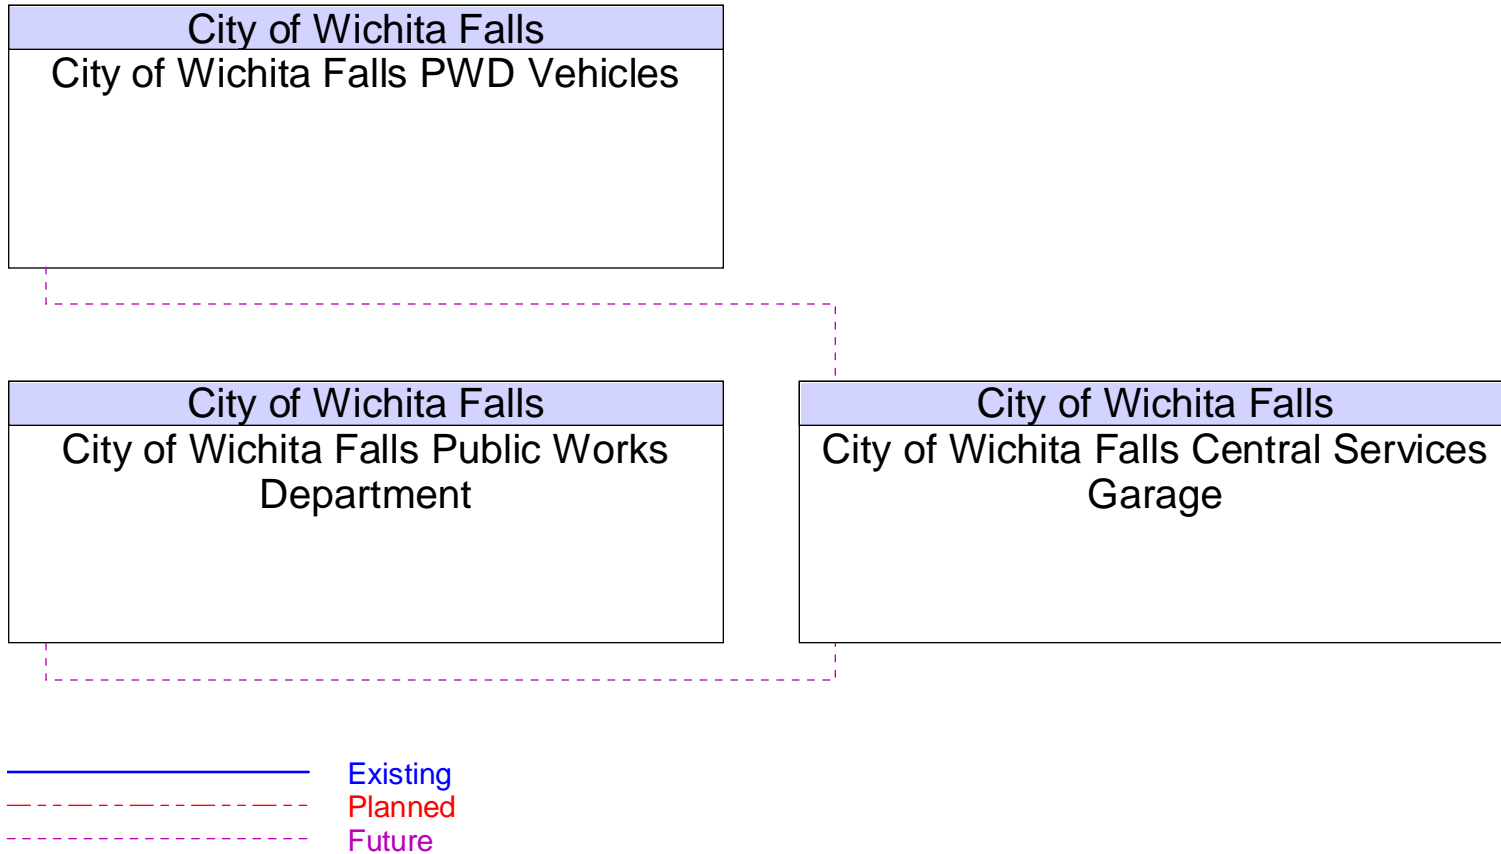 City of Wichita Falls
City of Wichita Falls PWD Vehicles
City of Wichita Falls
City of Wichita Falls Public Works
Department
City of Wichita Falls
City of Wichita Falls Central Services
Garage
Existing
Planned
Future